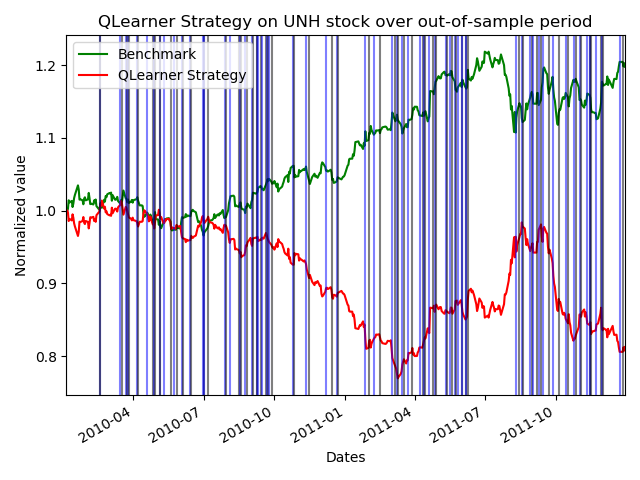 QLearner Strategy on UNH stock over out-of-sample period
Benchmark
QLearner Strategy
Normalized value
1.2
1.1
1.0
0.9
0.8
2010-04
2010-07
2010-10
2011-01
2011-04
2011-07
2011-10
Dates